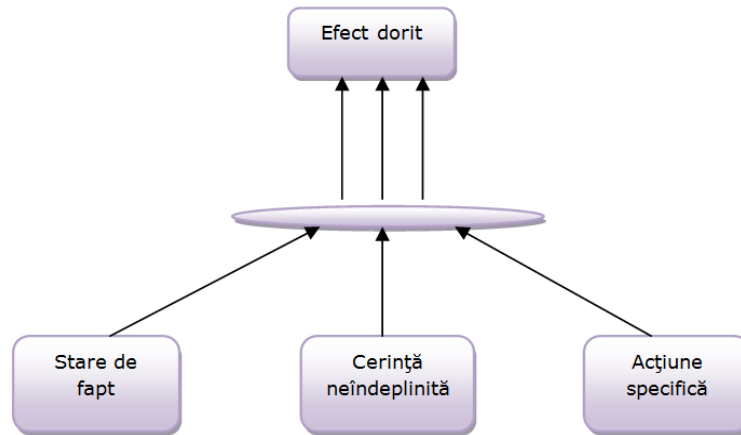 Efect dorit
Stare de
fapt
Cerinţă
neîndeplinită
Acţiune
specifică